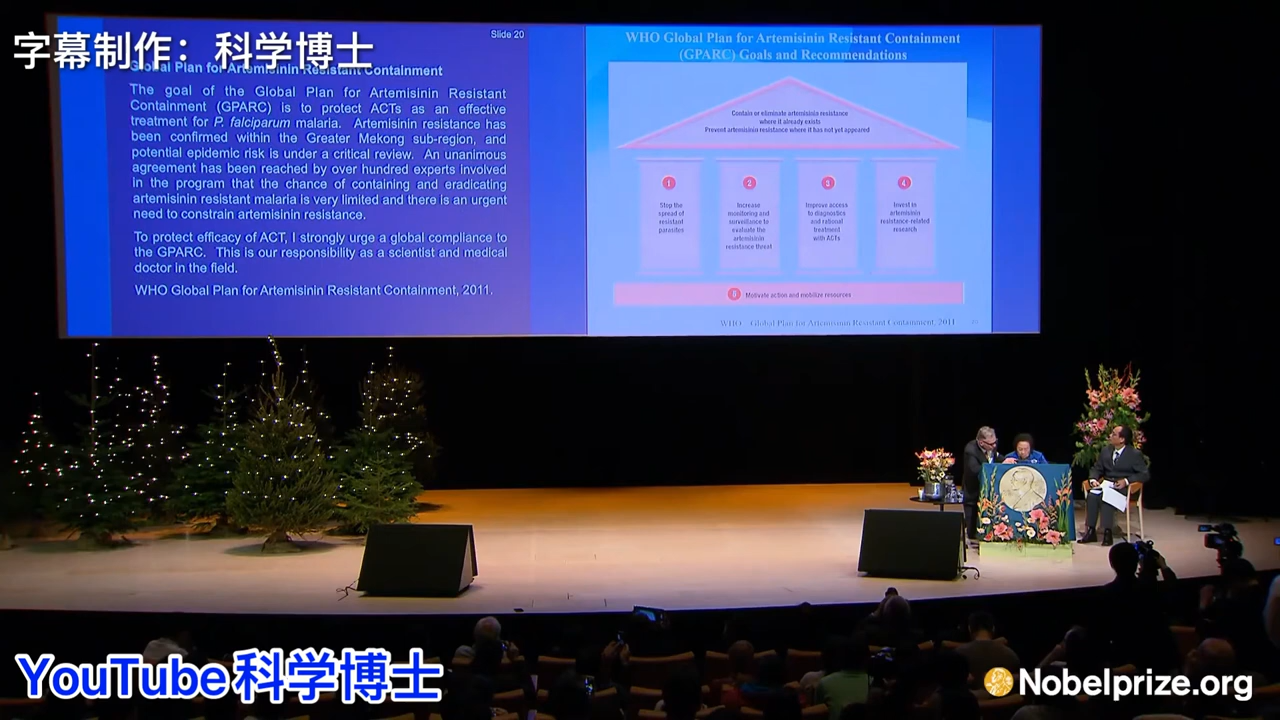 字幕制作：科学博士
Slide 20
Global Plan for Artemisinin Resistant Containment
The goal of the Global Plan for Artemisinin Resistant
Containment (GPARC) is to protect ACTs as an effective
treatment for P. falciparum malaria. Artemisinin resistance has
been confirmed within the Greater Mekong sub-region, and
potential epidemic risk is under a critical review. An unanimous
agreement has been reached by over hundred experts involved
in the program that the chance of containing and eradicating
artemisinin resistant malaria is very limited and there is an urgent
need to constrain artemisinin resistance.
To protect efficacy of ACT, I strongly urge a global compliance to
the GPARC. This is our responsibility as a scientist and medical
doctor in the field.
WHO Global Plan for Artemisinin Resistant Containment, 2011.
WHO Global Plan for Artemisinin Resistant Containment
(GPARC) Goals and Recommendations
Contain or eliminate artemisinin resistance
where it already exists
Prevent artemisinin resistance where it has not yet appeared
1
Stop the
spread of
resistant
parasites
2
Increase
monitoring and
surveillance to
evaluate the
artemisinin
resistance threat
3
Improve access
to diagnostics
and rational
treatment
with ACTs
4
Invest in
artemisinin
resistance-related
research
5 Motivate action and mobilize resources
WHO Global Plan for Artemisinin Resistant Containment, 2011
YouTube科学博士
Nobelprize.org